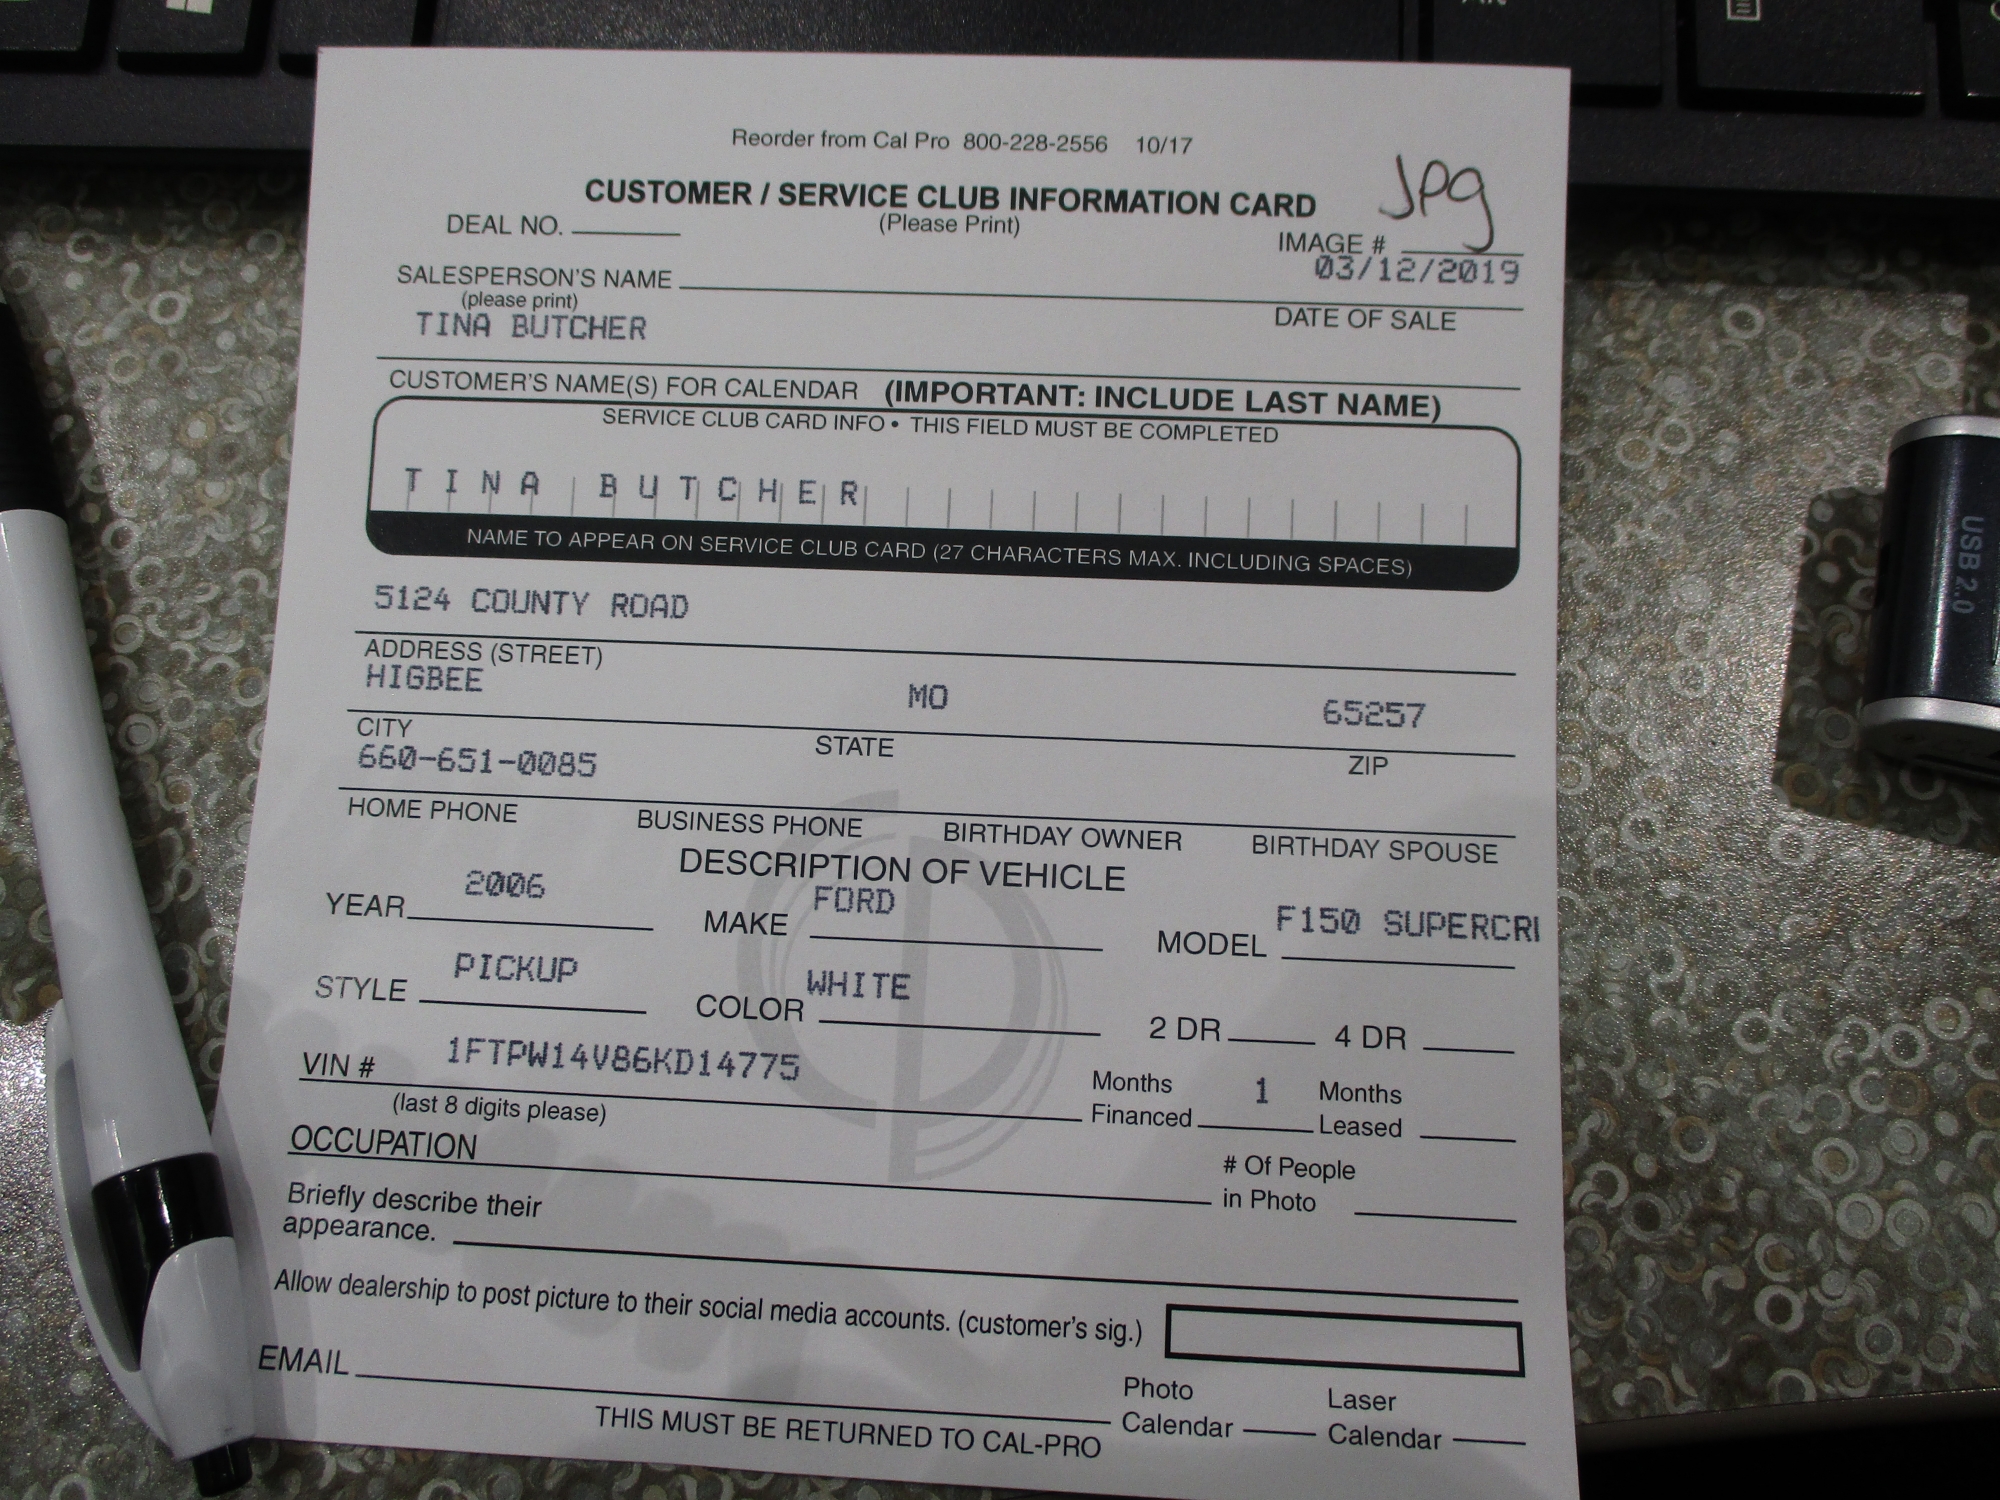 Reorder from Cal Pro 800-228-2556 10/17
CUSTOMER / SERVICE CLUB INFORMATION CARD
JPg
DEAL NO.
(Please Print)
IMAGE #
03/12/2019
SALESPERSON'S NAME
(please print)
DATE OF SALE
TINA BUTCHER
CUSTOMER'S NAME(S) FOR CALENDAR (IMPORTANT: INCLUDE LAST NAME)
SERVICE CLUB CARD INFO • THIS FIELD MUST BE COMPLETED
TINA BUTCHER
NAME TO APPEAR ON SERVICE CLUB CARD (27 CHARACTERS MAX. INCLUDING SPACES)
5124 COUNTY ROAD
ADDRESS (STREET)
HIGBEE MO 65257
CITY STATE ZIP
660-651-0085
HOME PHONE BUSINESS PHONE BIRTHDAY OWNER BIRTHDAY SPOUSE
DESCRIPTION OF VEHICLE
YEAR 2006 MAKE FORD MODEL F150 SUPERCRI
STYLE PICKUP COLOR WHITE 2 DR 4 DR
VIN # 1FTPW14V86KD14775
(last 8 digits please)
Months Financed 1 Months Leased
OCCUPATION
# Of People
in Photo
Briefly describe their
appearance.
Allow dealership to post picture to their social media accounts. (customer's sig.)
EMAIL
Photo
Calendar
Laser
Calendar
THIS MUST BE RETURNED TO CAL-PRO
USB 2.0